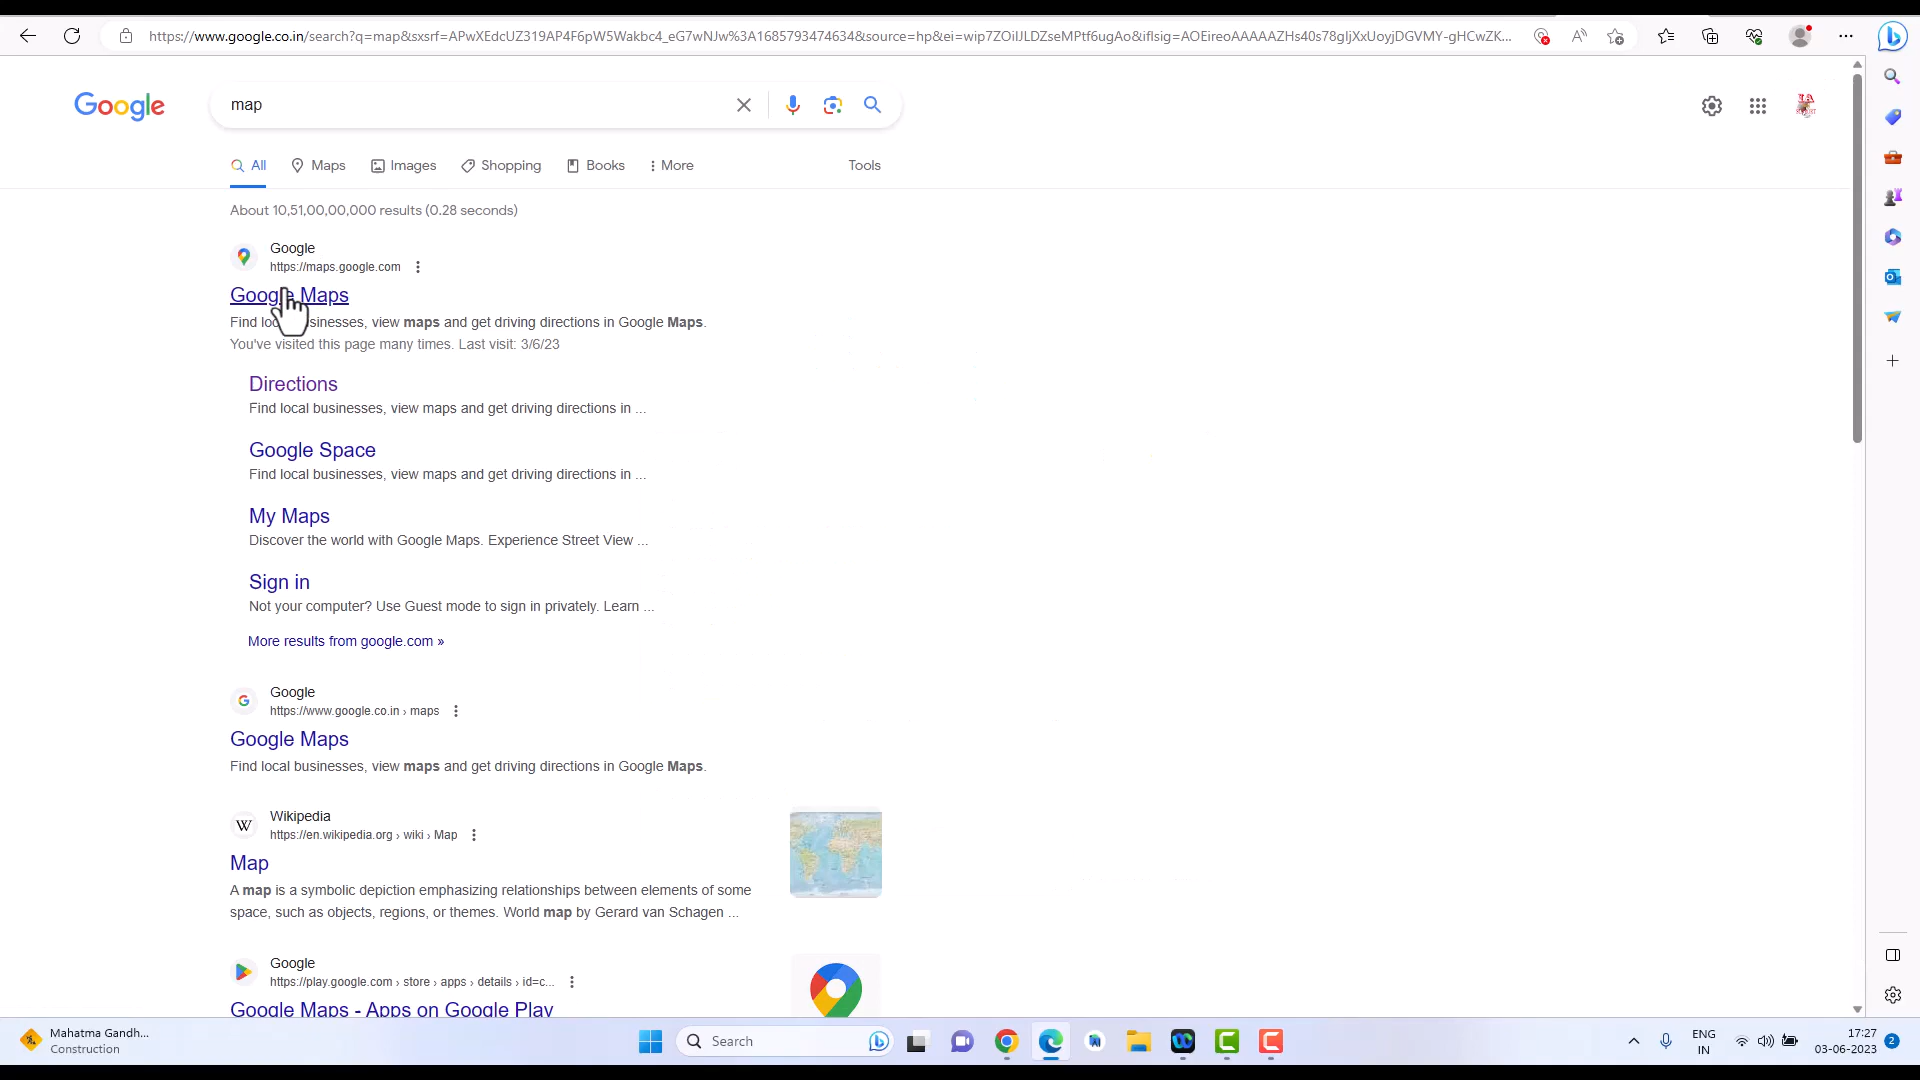 https://www.google.co.in/search?q=map&sxsrf=APwXEdcUZ319AP4F6pW5Wakbc4_eG7wNJw%3A1685793474634&source=hp&ei=wip7ZOiIJLDZseMPtf6ugAo&iflsig=AOEireoAAAAAZHs40s78gIjXxUoyjDGVMY-gHCwZK...
Google
map
All
Maps
Images
Shopping
Books
More
Tools
About 10,51,00,00,000 results (0.28 seconds)
Google
https://maps.google.com
Google Maps
Find local businesses, view maps and get driving directions in Google Maps.
You've visited this page many times. Last visit: 3/6/23
Directions
Find local businesses, view maps and get driving directions in ...
Google Space
Find local businesses, view maps and get driving directions in ...
My Maps
Discover the world with Google Maps. Experience Street View ...
Sign in
Not your computer? Use Guest mode to sign in privately. Learn ...
More results from google.com »
Google
https://www.google.co.in › maps
Google Maps
Find local businesses, view maps and get driving directions in Google Maps.
Wikipedia
https://en.wikipedia.org › wiki › Map
Map
A map is a symbolic depiction emphasizing relationships between elements of some
space, such as objects, regions, or themes. World map by Gerard van Schagen ...
Google
https://play.google.com › store › apps › details › id=c...
Google Maps - Apps on Google Play
Mahatma Gandh...
Construction
Search
ENG
IN
17:27
03-06-2023
2